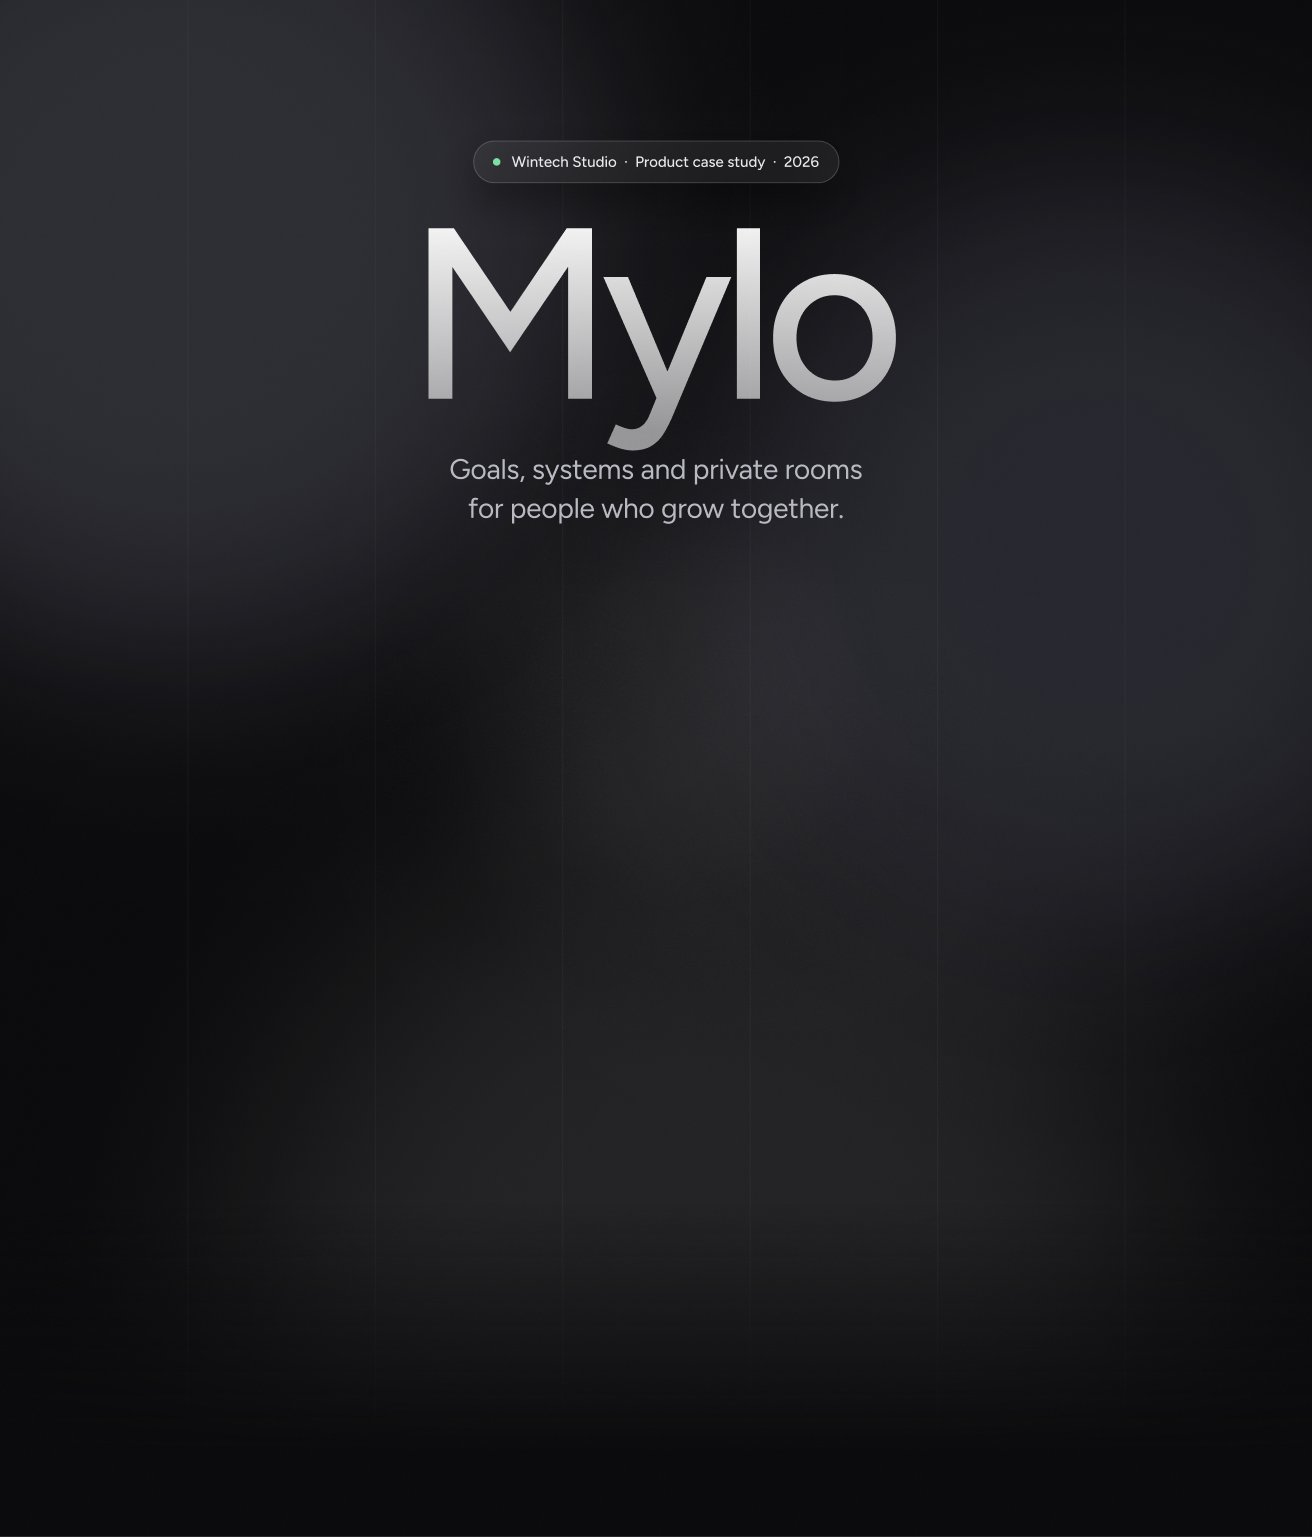 Wintech Studio · Product case study · 2026
Mylo
Goals, systems and private rooms
for people who grow together.